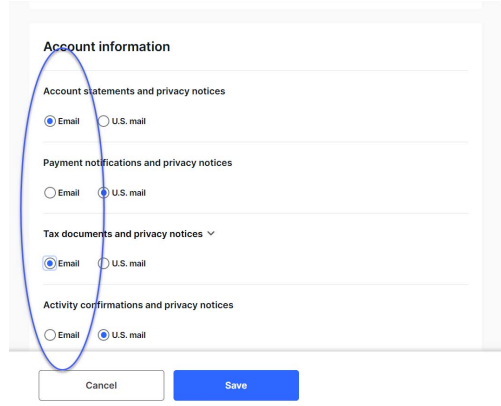 Account information
Account statements and privacy notices
Email U.S. mail
Payment notifications and privacy notices
Email U.S. mail
Tax documents and privacy notices
Email U.S. mail
Activity confirmations and privacy notices
Email U.S. mail
Cancel Save